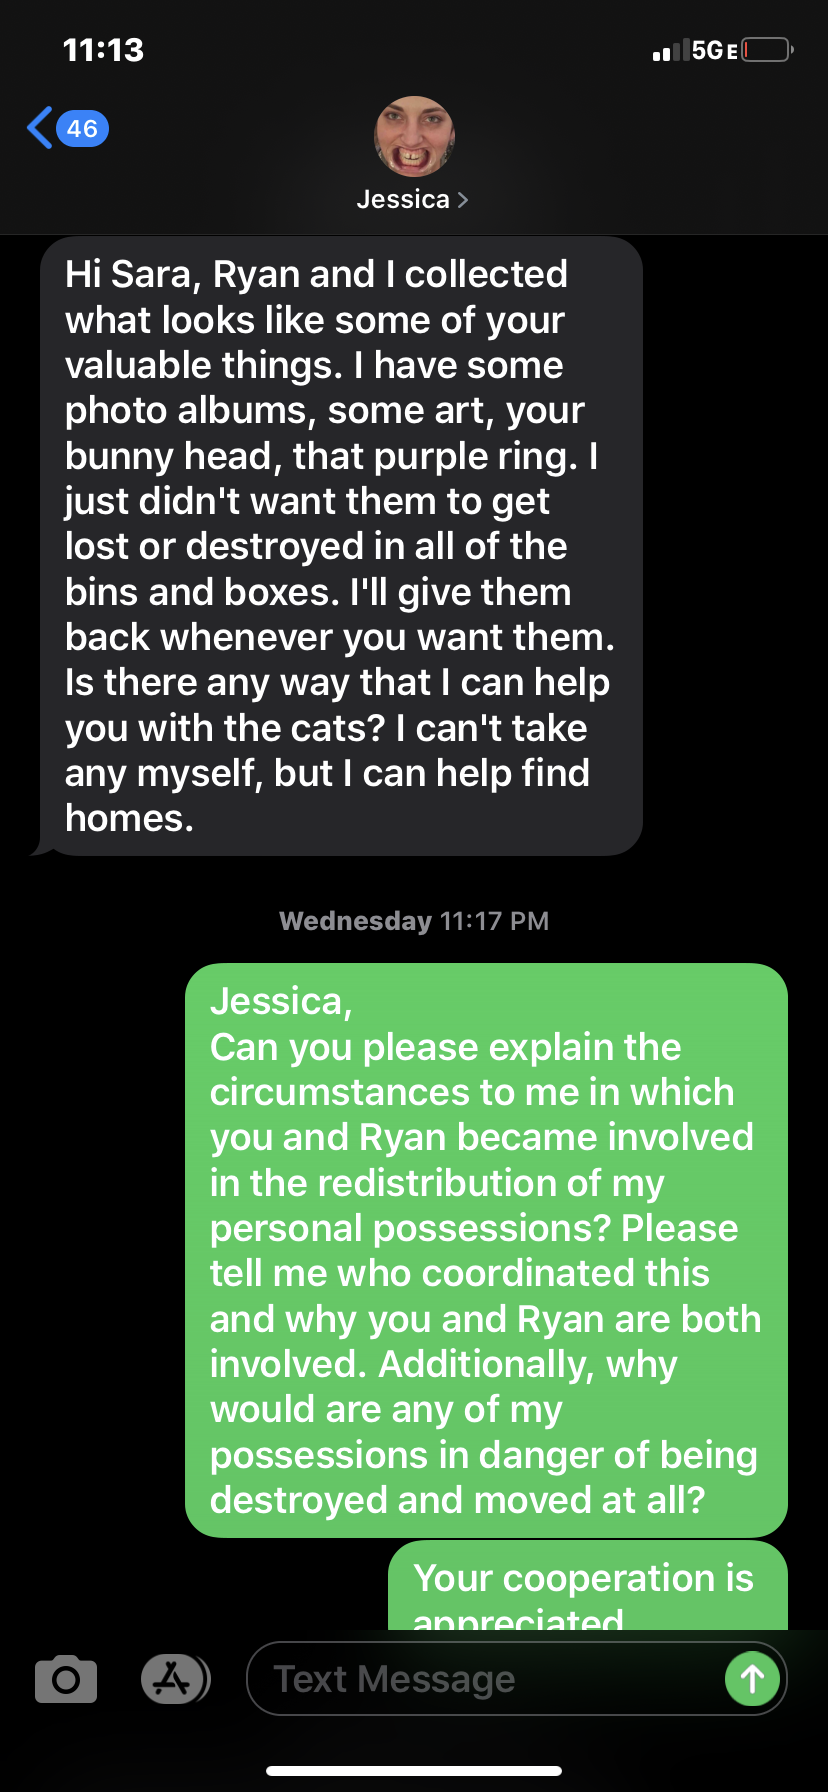 11:13
5GE
46
Jessica
Hi Sara, Ryan and I collected
what looks like some of your
valuable things. I have some
photo albums, some art, your
bunny head, that purple ring. I
just didn't want them to get
lost or destroyed in all of the
bins and boxes. I'll give them
back whenever you want them.
Is there any way that I can help
you with the cats? I can't take
any myself, but I can help find
homes.
Wednesday 11:17 PM
Jessica,
Can you please explain the
circumstances to me in which
you and Ryan became involved
in the redistribution of my
personal possessions? Please
tell me who coordinated this
and why you and Ryan are both
involved. Additionally, why
would are any of my
possessions in danger of being
destroyed and moved at all?
Your cooperation is
appreciated
Text Message